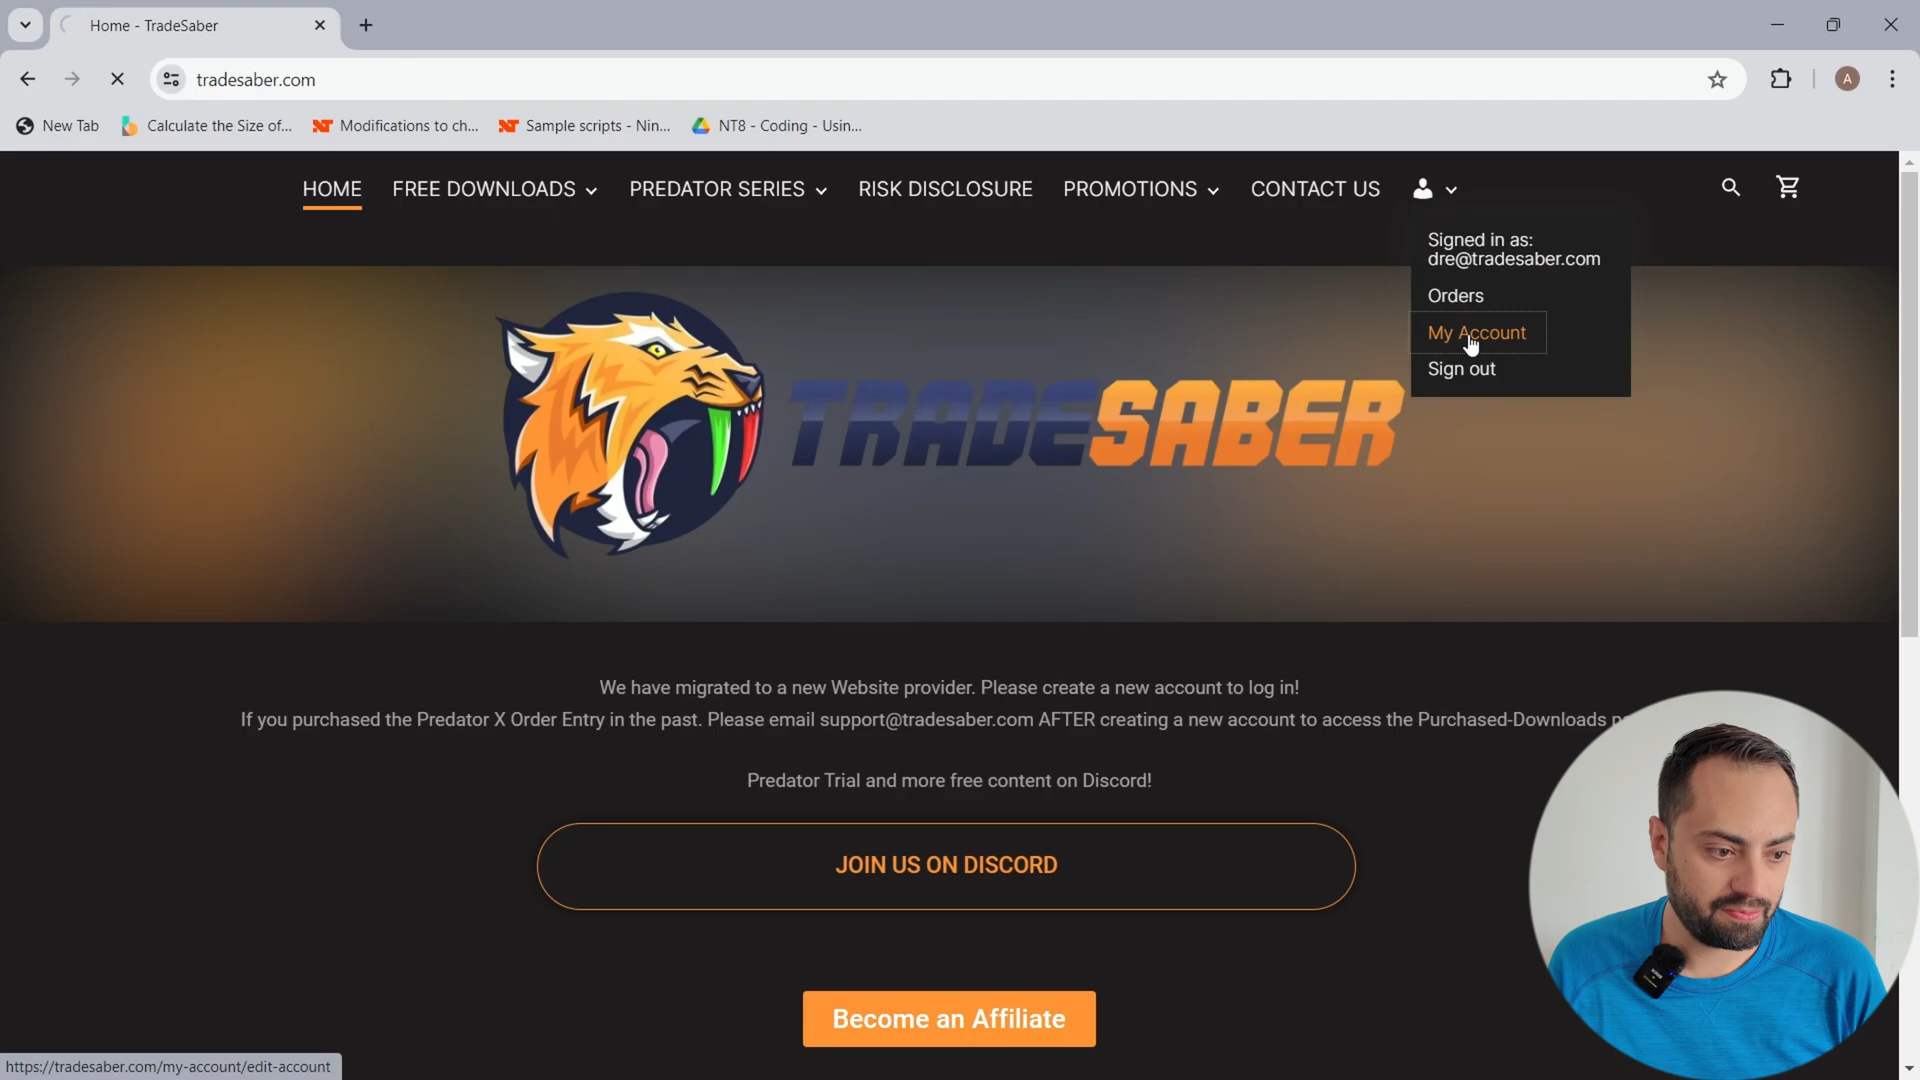 Home - TradeSaber
tradesaber.com
A
New Tab
Calculate the Size of...
Modifications to ch...
Sample scripts - Nin...
NT8 - Coding - Usin...
HOME
FREE DOWNLOADS
PREDATOR SERIES
RISK DISCLOSURE
PROMOTIONS
CONTACT US
Signed in as:
dre@tradesaber.com
Orders
My Account
Sign out
TRADESABER
We have migrated to a new Website provider. Please create a new account to log in!
If you purchased the Predator X Order Entry in the past. Please email support@tradesaber.com AFTER creating a new account to access the Purchased-Downloads
Predator Trial and more free content on Discord!
JOIN US ON DISCORD
Become an Affiliate
https://tradesaber.com/my-account/edit-account